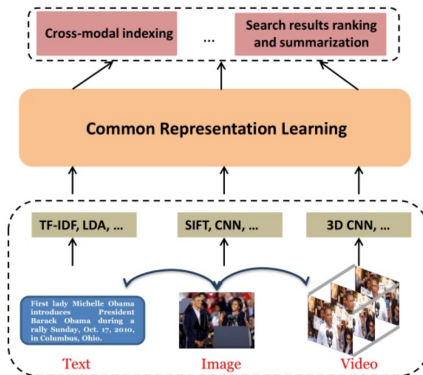 Cross-modal indexing
...
Search results ranking
and summarization
Common Representation Learning
TF-IDF, LDA, ...
SIFT, CNN, ...
3D CNN, ...
First lady Michelle Obama
introduces President
Barack Obama during a
rally Sunday, Oct. 17, 2010,
in Columbus, Ohio.
Text
Image
Video